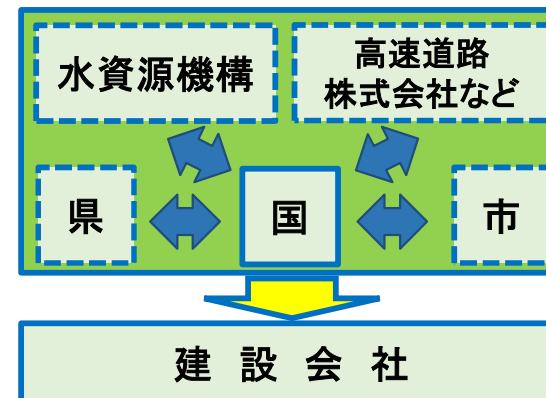 水資源機構
高速道路
株式会社など
県
国
市
建設会社